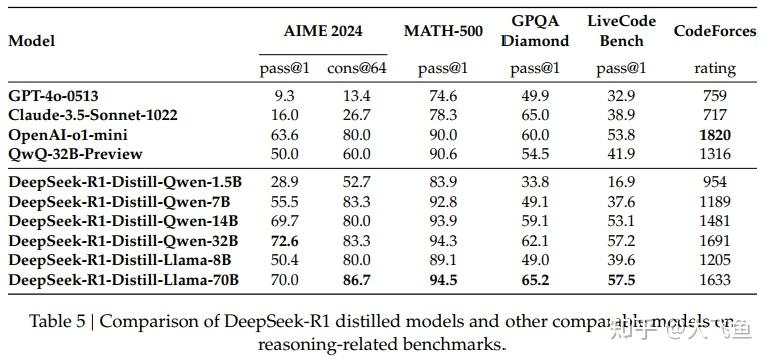 Model AIME 2024 MATH-500 GPQA Diamond LiveCode Bench CodeForces
pass@1 cons@64 pass@1 pass@1 pass@1 rating
GPT-4o-0513 9.3 13.4 74.6 49.9 32.9 759
Claude-3.5-Sonnet-1022 16.0 26.7 78.3 65.0 38.9 717
OpenAI-o1-mini 63.6 80.0 90.0 60.0 53.8 1820
QwQ-32B-Preview 50.0 60.0 90.6 54.5 41.9 1316
DeepSeek-R1-Distill-Qwen-1.5B 28.9 52.7 83.9 33.8 16.9 954
DeepSeek-R1-Distill-Qwen-7B 55.5 83.3 92.8 49.1 37.6 1189
DeepSeek-R1-Distill-Qwen-14B 69.7 80.0 93.9 59.1 53.1 1481
DeepSeek-R1-Distill-Qwen-32B 72.6 83.3 94.3 62.1 57.2 1691
DeepSeek-R1-Distill-Llama-8B 50.4 80.0 89.1 49.0 39.6 1205
DeepSeek-R1-Distill-Llama-70B 70.0 86.7 94.5 65.2 57.5 1633
Table 5 | Comparison of DeepSeek-R1 distilled models and other comparable models on
reasoning-related benchmarks.
知乎 @人气鱼